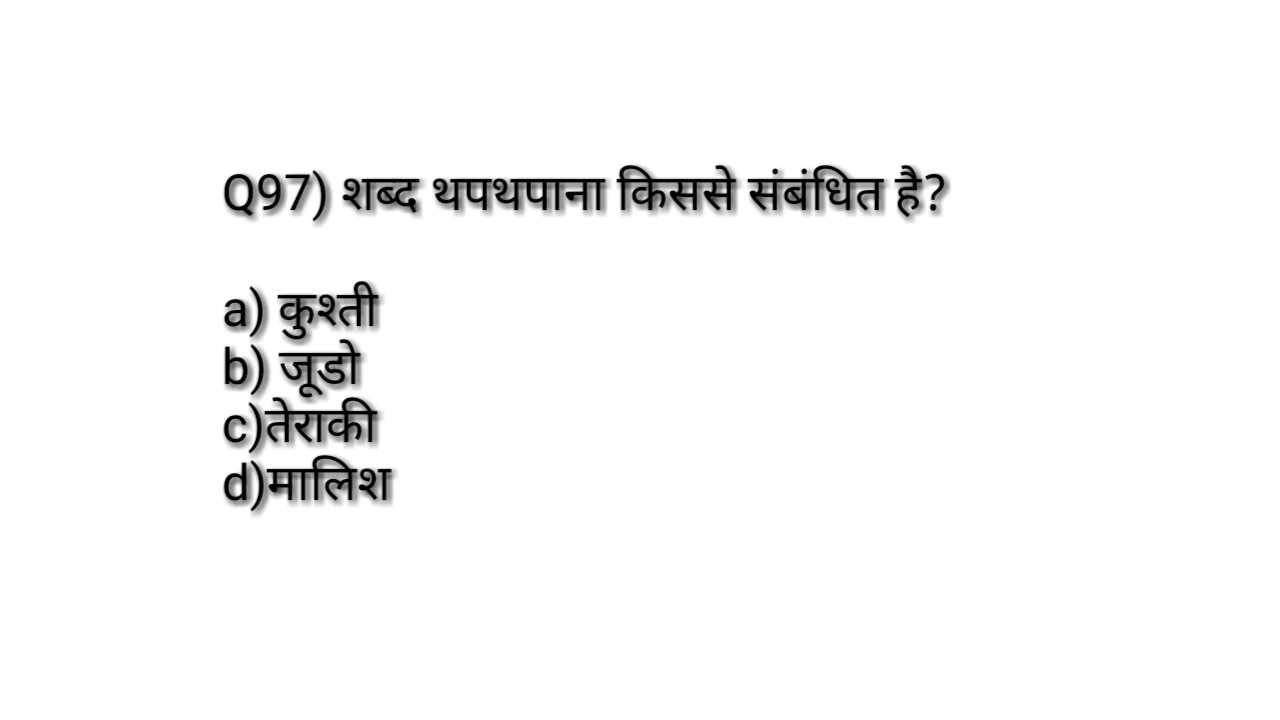 Q97) शब्द थपथपाना किससे संबंधित है?
a) कुश्ती
b) जूडो
c)तेराकी
d)मालिश